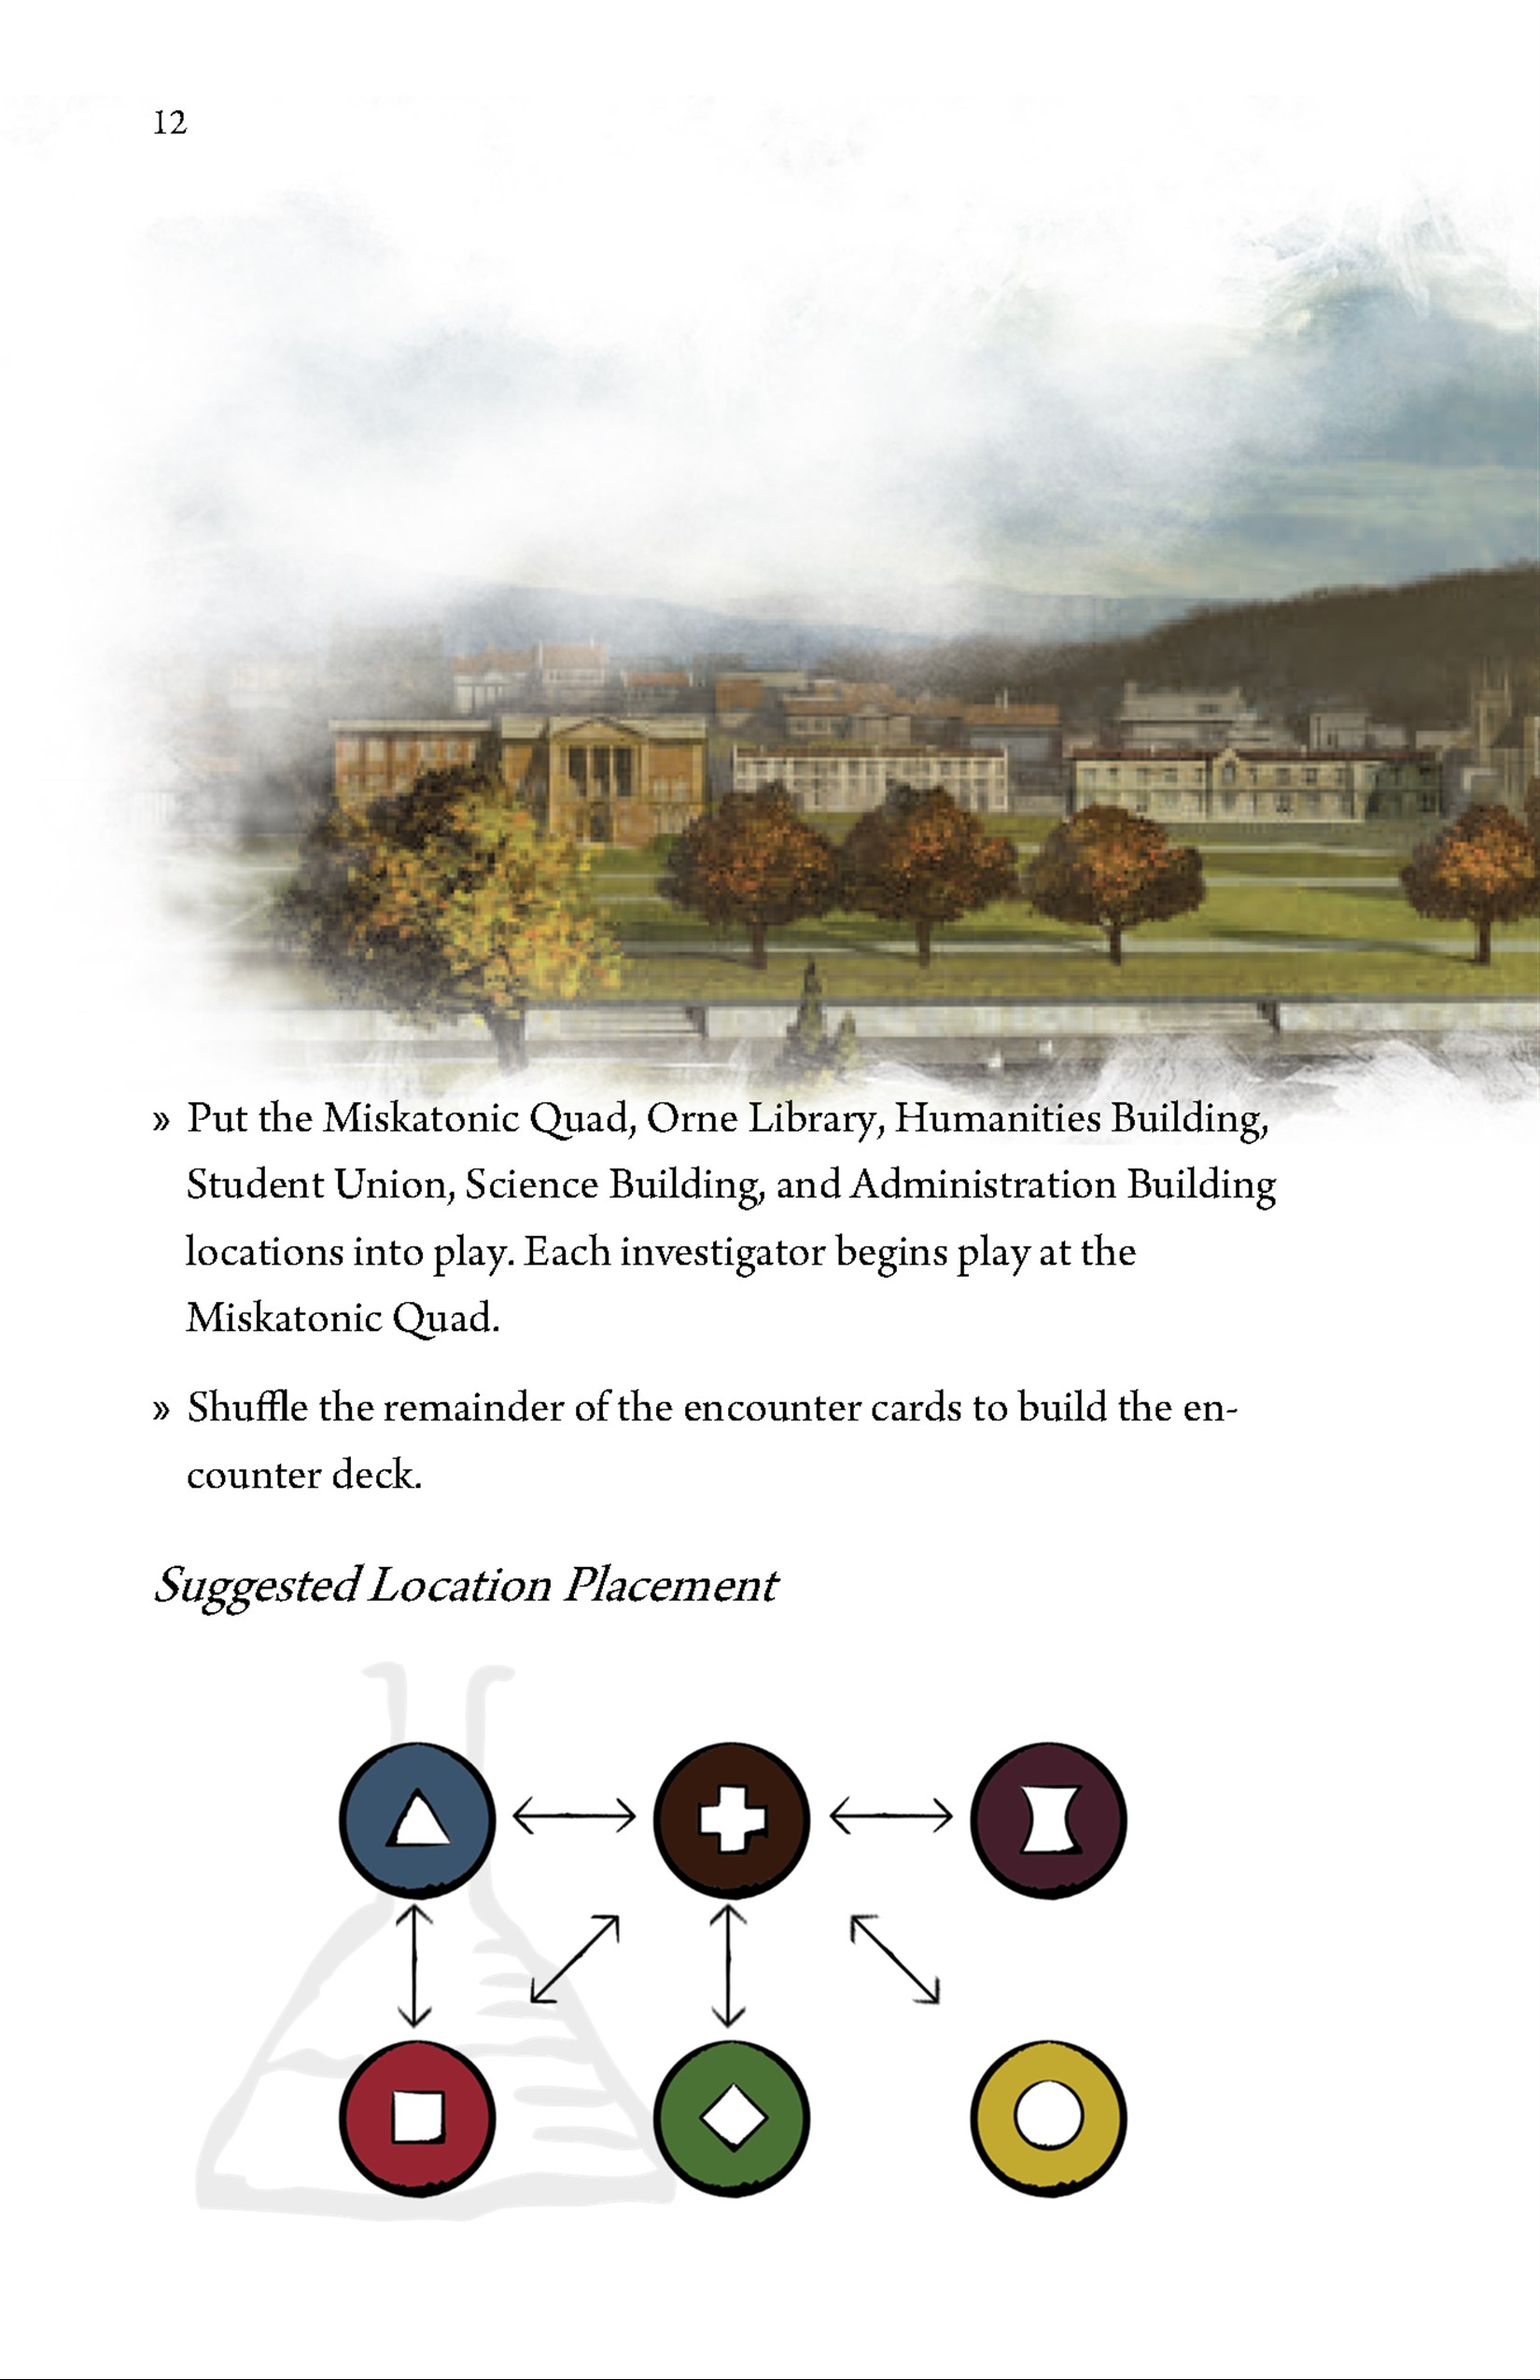 12
» Put the Miskatonic Quad, Orne Library, Humanities Building,
Student Union, Science Building, and Administration Building
locations into play. Each investigator begins play at the
Miskatonic Quad.
» Shuffle the remainder of the encounter cards to build the en-
counter deck.
Suggested Location Placement